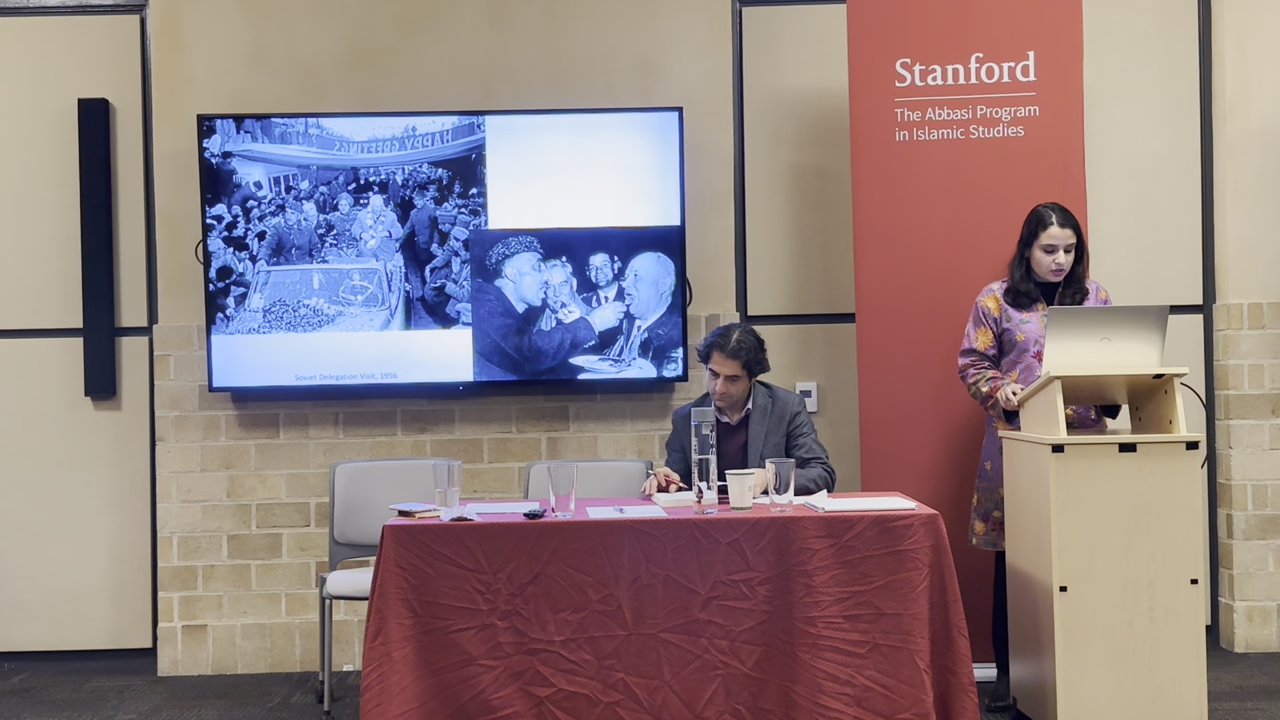 HAPPY GREETINGS
Soviet Delegation Visit, 1956
Stanford
The Abbasi Program
in Islamic Studies